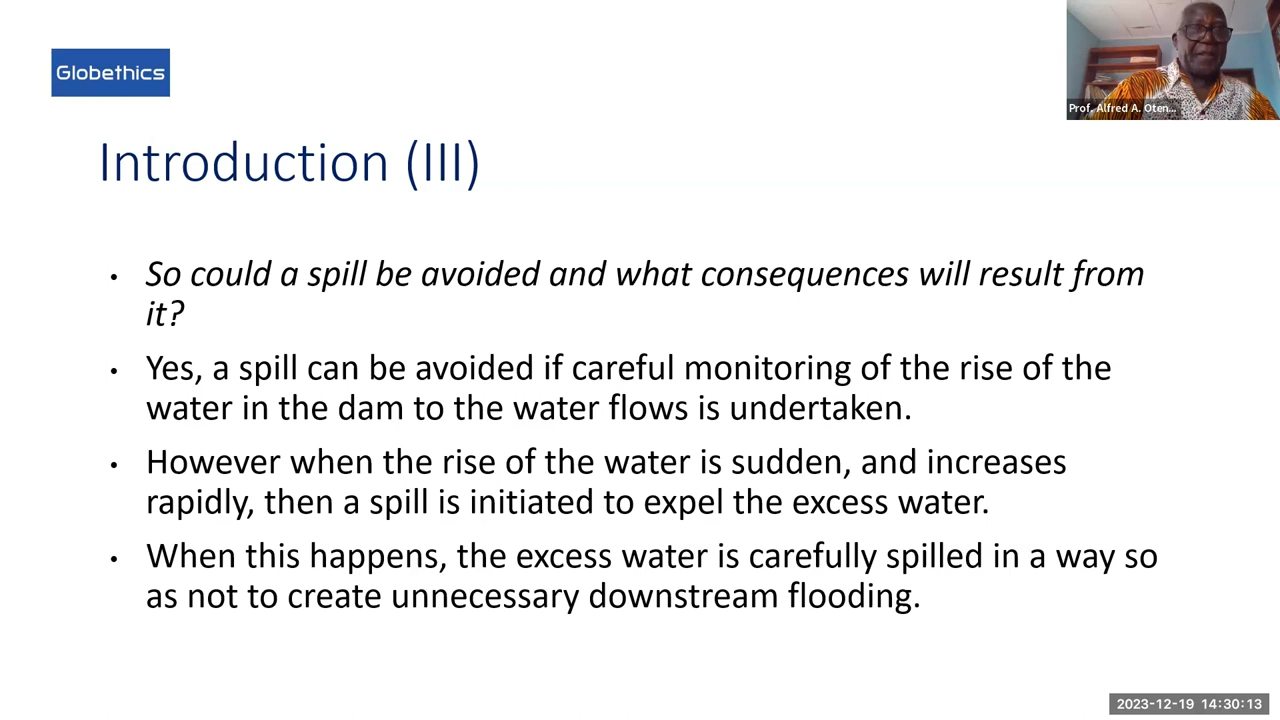 Globethics
Prof. Alfred A. Oten...
Introduction (III)
• So could a spill be avoided and what consequences will result from
it?
• Yes, a spill can be avoided if careful monitoring of the rise of the
water in the dam to the water flows is undertaken.
• However when the rise of the water is sudden, and increases
rapidly, then a spill is initiated to expel the excess water.
• When this happens, the excess water is carefully spilled in a way so
as not to create unnecessary downstream flooding.
2023-12-19 14:30:13